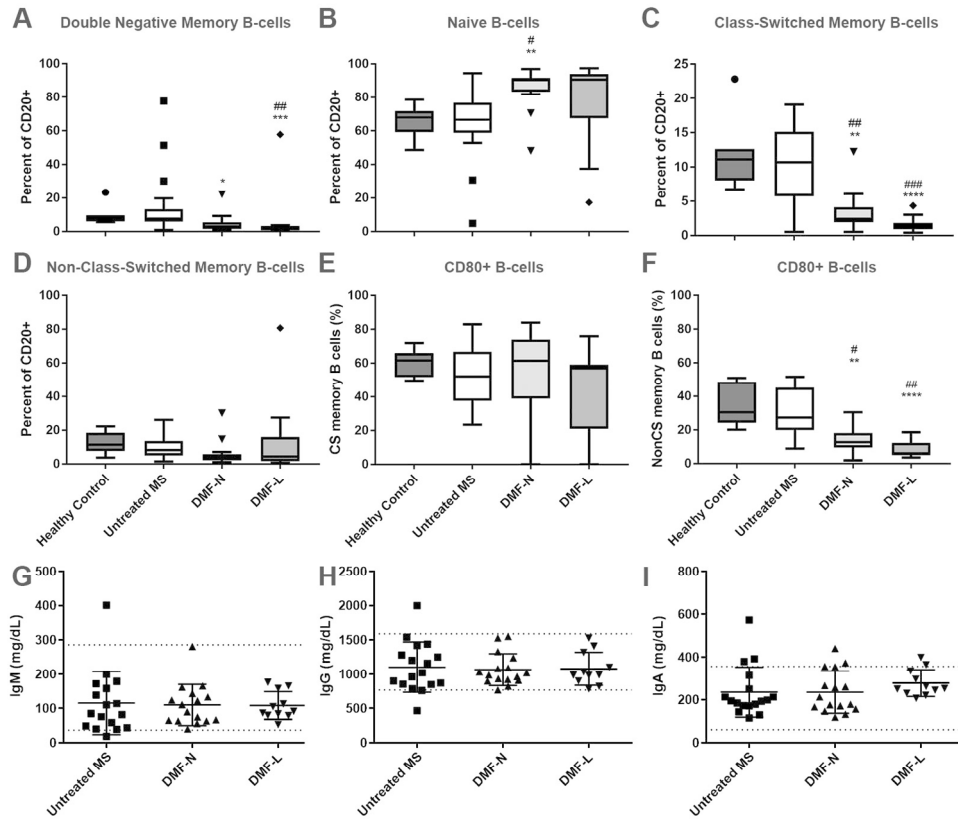 A Double Negative Memory B-cells
Percent of CD20+
100
80
60
40
20
0
*
##
***
B Naive B-cells
Percent of CD20+
100
80
60
40
20
0
#
**
C Class-Switched Memory B-cells
Percent of CD20+
25
20
15
10
5
0
##
**
###
****
D Non-Class-Switched Memory B-cells
Percent of CD20+
100
80
60
40
20
0
Healthy Control
Untreated MS
DMF-N
DMF-L
E CD80+ B-cells
CS memory B cells (%)
100
80
60
40
20
0
Healthy Control
Untreated MS
DMF-N
DMF-L
F CD80+ B-cells
NonCS memory B cells (%)
100
80
60
40
20
0
#
**
##
****
Healthy Control
Untreated MS
DMF-N
DMF-L
G
IgM (mg/dL)
500
400
300
200
100
0
Untreated MS
DMF-N
DMF-L
H
IgG (mg/dL)
2500
2000
1500
1000
500
0
Untreated MS
DMF-N
DMF-L
I
IgA (mg/dL)
800
600
400
200
0
Untreated MS
DMF-N
DMF-L